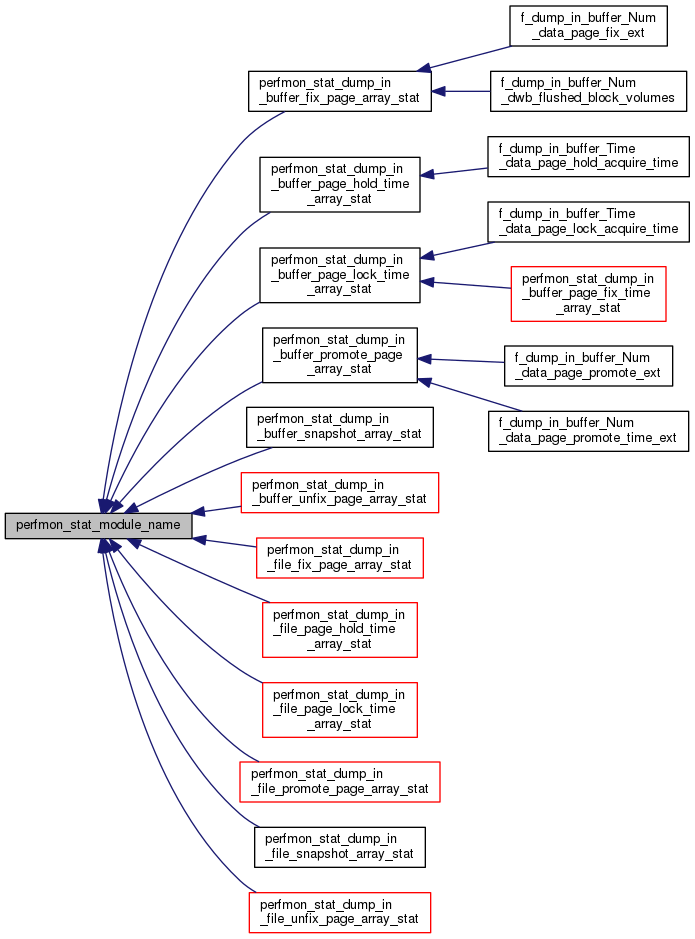 f_dump_in_buffer_Num
_data_page_fix_ext
perfmon_stat_dump_in
_buffer_fix_page_array_stat
f_dump_in_buffer_Num
_dwb_flushed_block_volumes
perfmon_stat_dump_in
_buffer_page_hold_time
_array_stat
f_dump_in_buffer_Time
_data_page_hold_acquire_time
f_dump_in_buffer_Time
_data_page_lock_acquire_time
perfmon_stat_dump_in
_buffer_page_lock_time
_array_stat
perfmon_stat_dump_in
_buffer_page_fix_time
_array_stat
perfmon_stat_dump_in
_buffer_promote_page
_array_stat
f_dump_in_buffer_Num
_data_page_promote_ext
f_dump_in_buffer_Num
_data_page_promote_time_ext
perfmon_stat_dump_in
_buffer_snapshot_array_stat
perfmon_stat_dump_in
_buffer_unfix_page_array_stat
perfmon_stat_module_name
perfmon_stat_dump_in
_file_fix_page_array_stat
perfmon_stat_dump_in
_file_page_hold_time
_array_stat
perfmon_stat_dump_in
_file_page_lock_time
_array_stat
perfmon_stat_dump_in
_file_promote_page_array_stat
perfmon_stat_dump_in
_file_snapshot_array_stat
perfmon_stat_dump_in
_file_unfix_page_array_stat